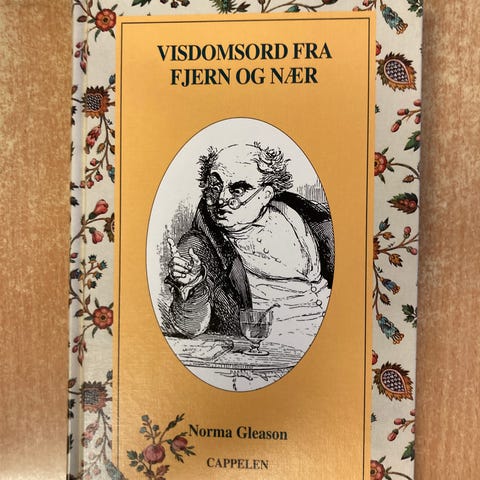 VISDOMSORD FRA
FJERN OG NÆR
Norma Gleason
CAPPELEN